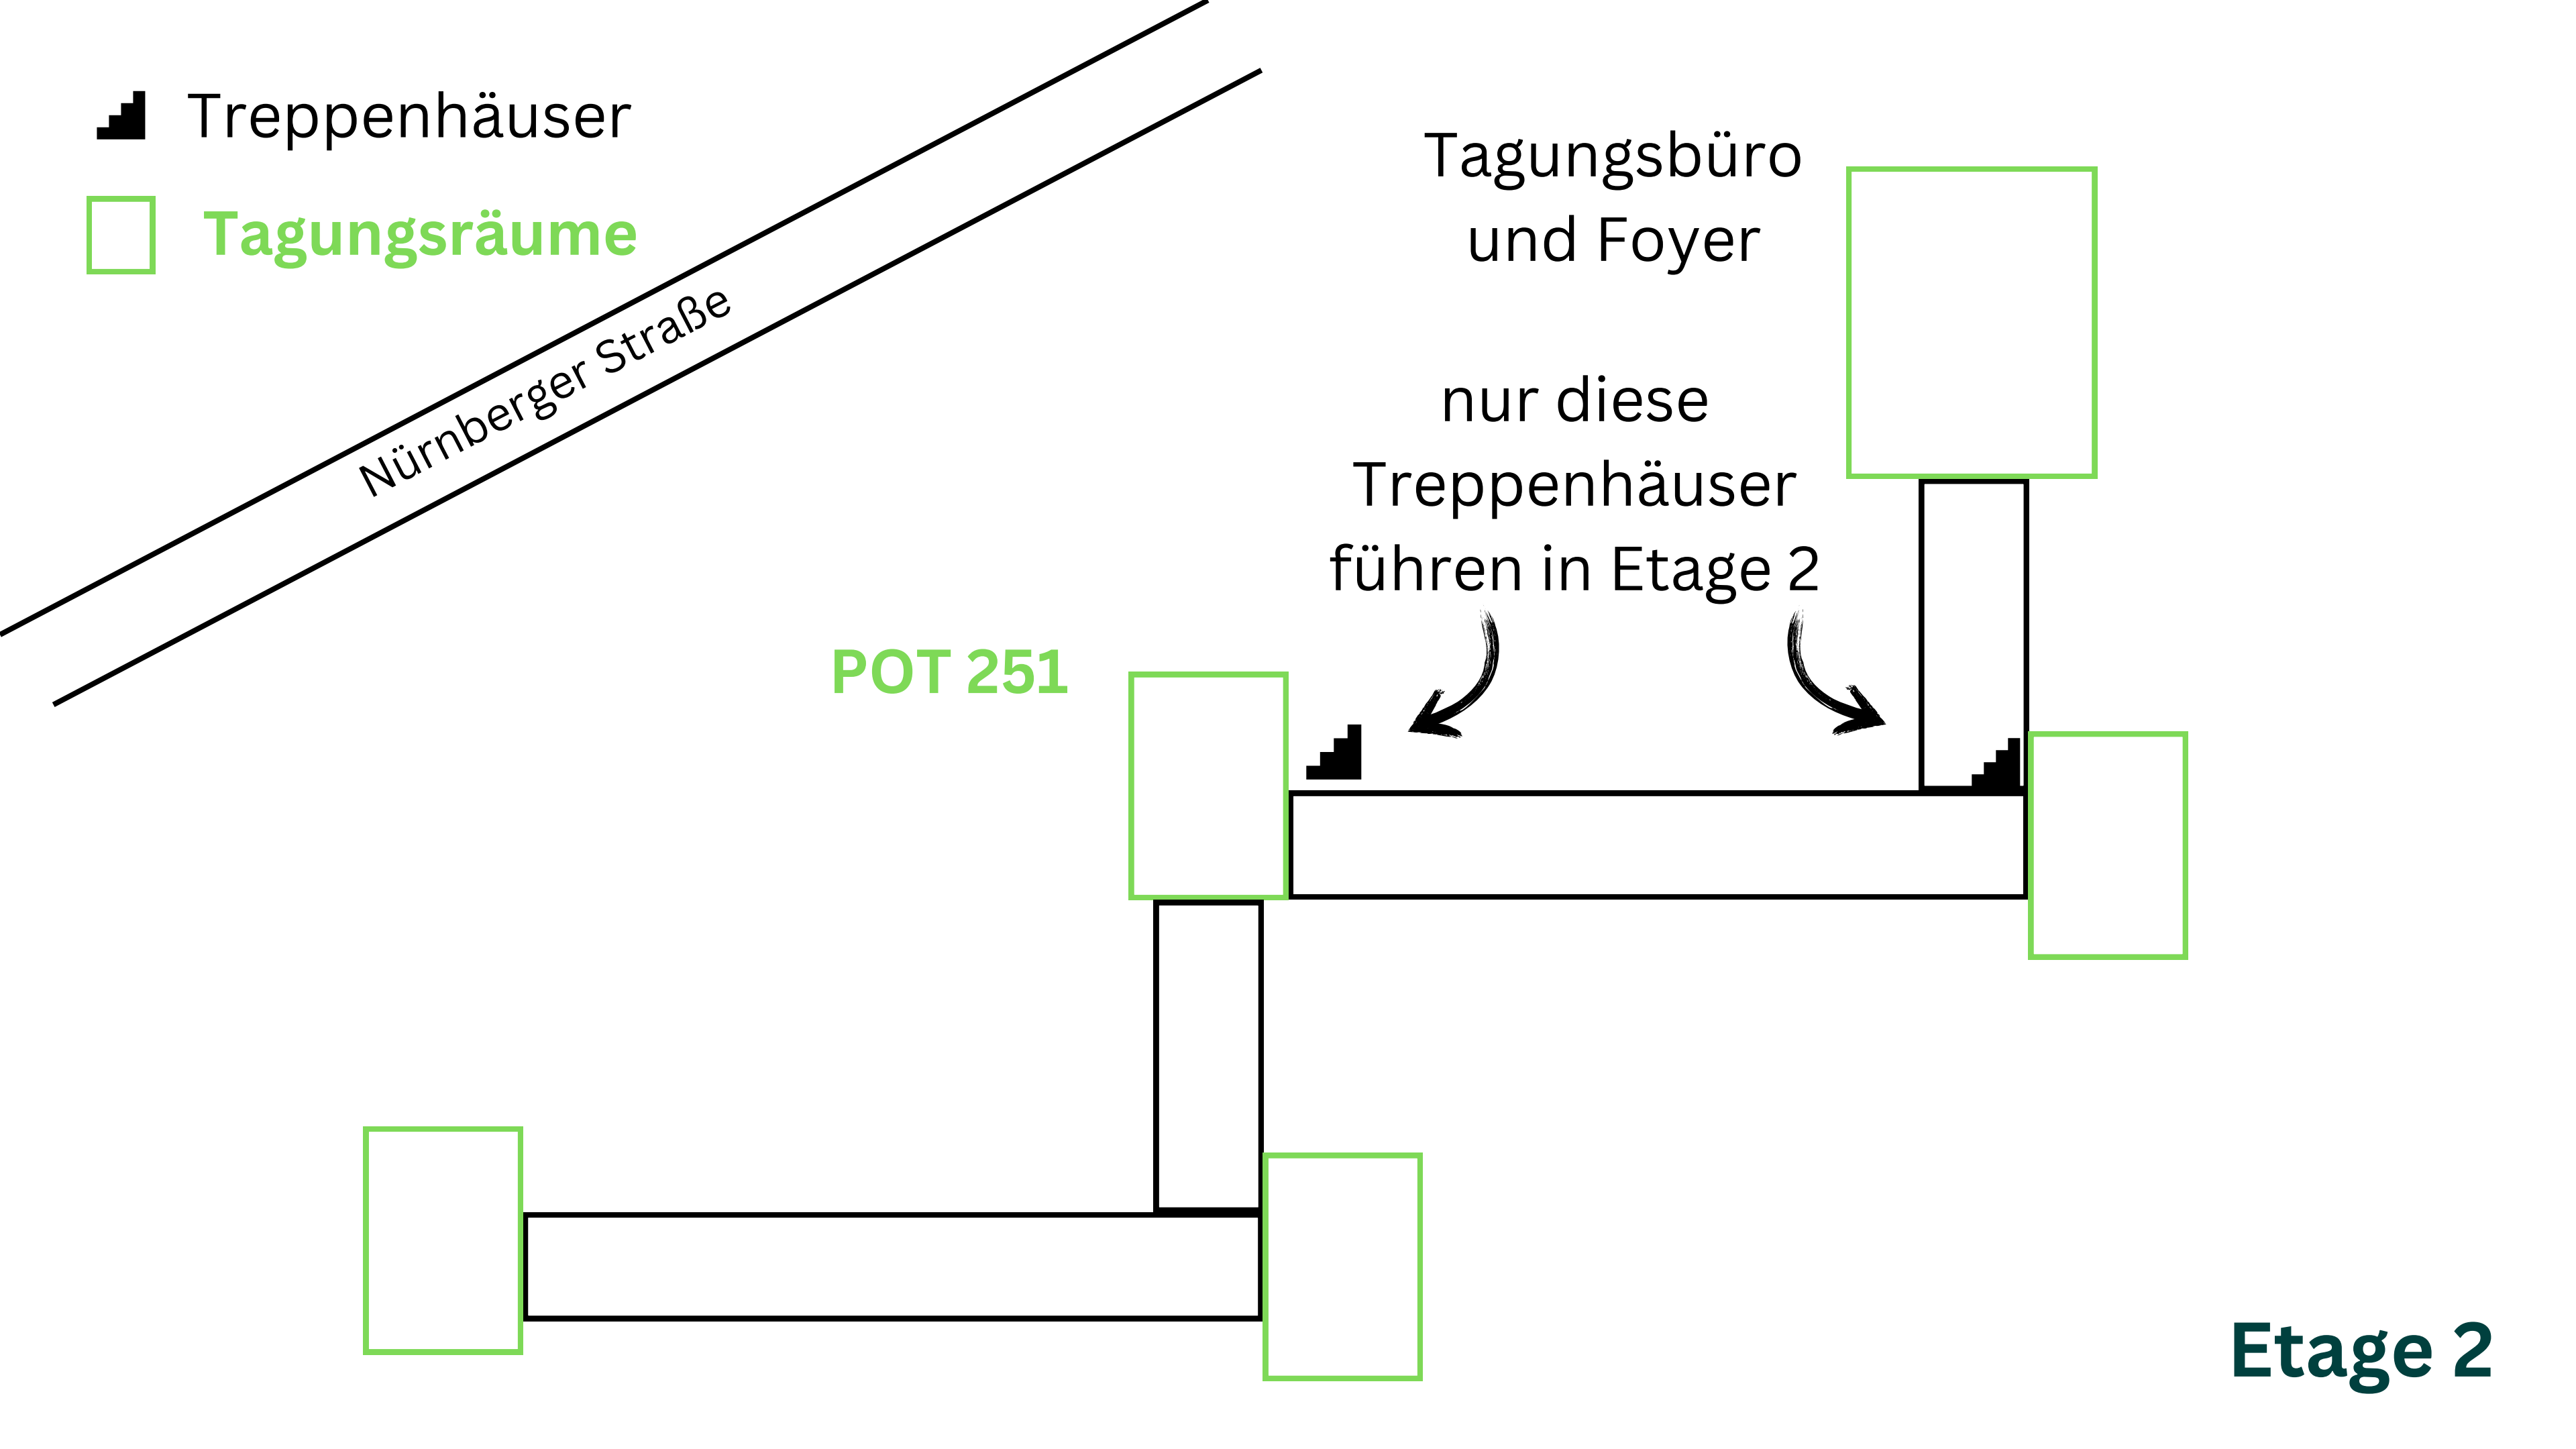 Treppenhäuser
Tagungsräume
Nürnberger Straße
Tagungsbüro
und Foyer
nur diese
Treppenhäuser
führen in Etage 2
POT 251
Etage 2